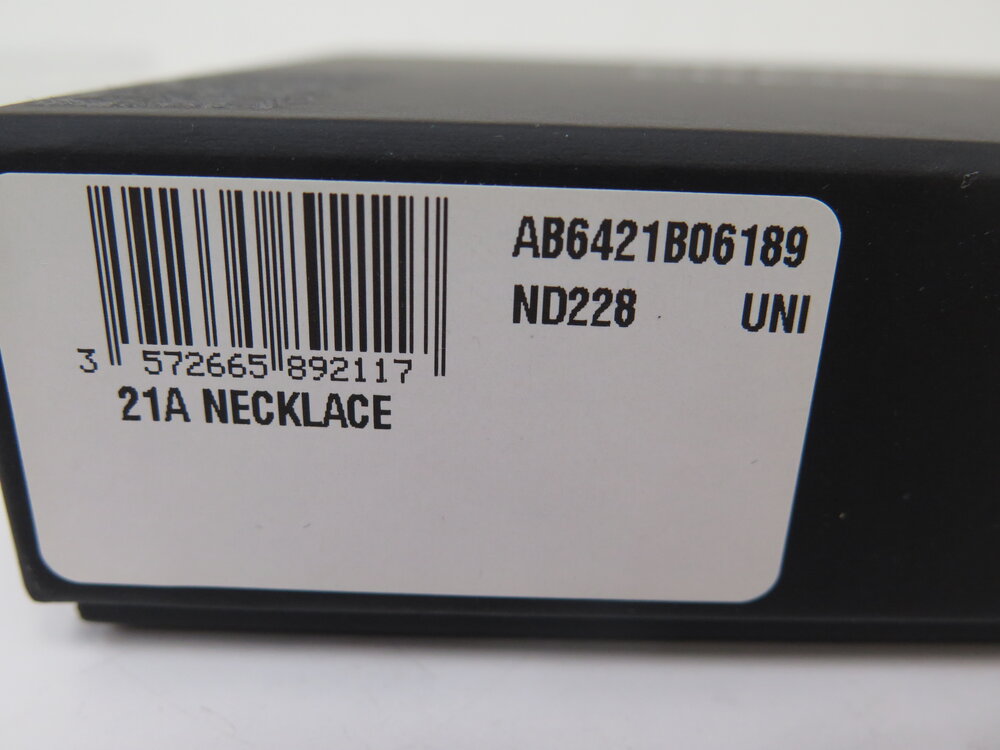 3 572665 892117
21A NECKLACE
AB6421B06189
ND228 UNI